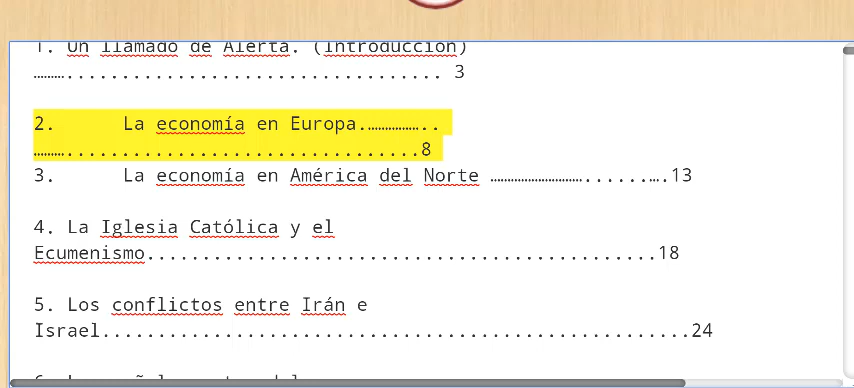 1. Un llamado de Alerta. (Introducción)
………................................... 3
2. La economía en Europa.……………..
………................................8
3. La economía en América del Norte ………………………......….13
4. La Iglesia Católica y el
Ecumenismo..............................................18
5. Los conflictos entre Irán e
Israel.....................................................24